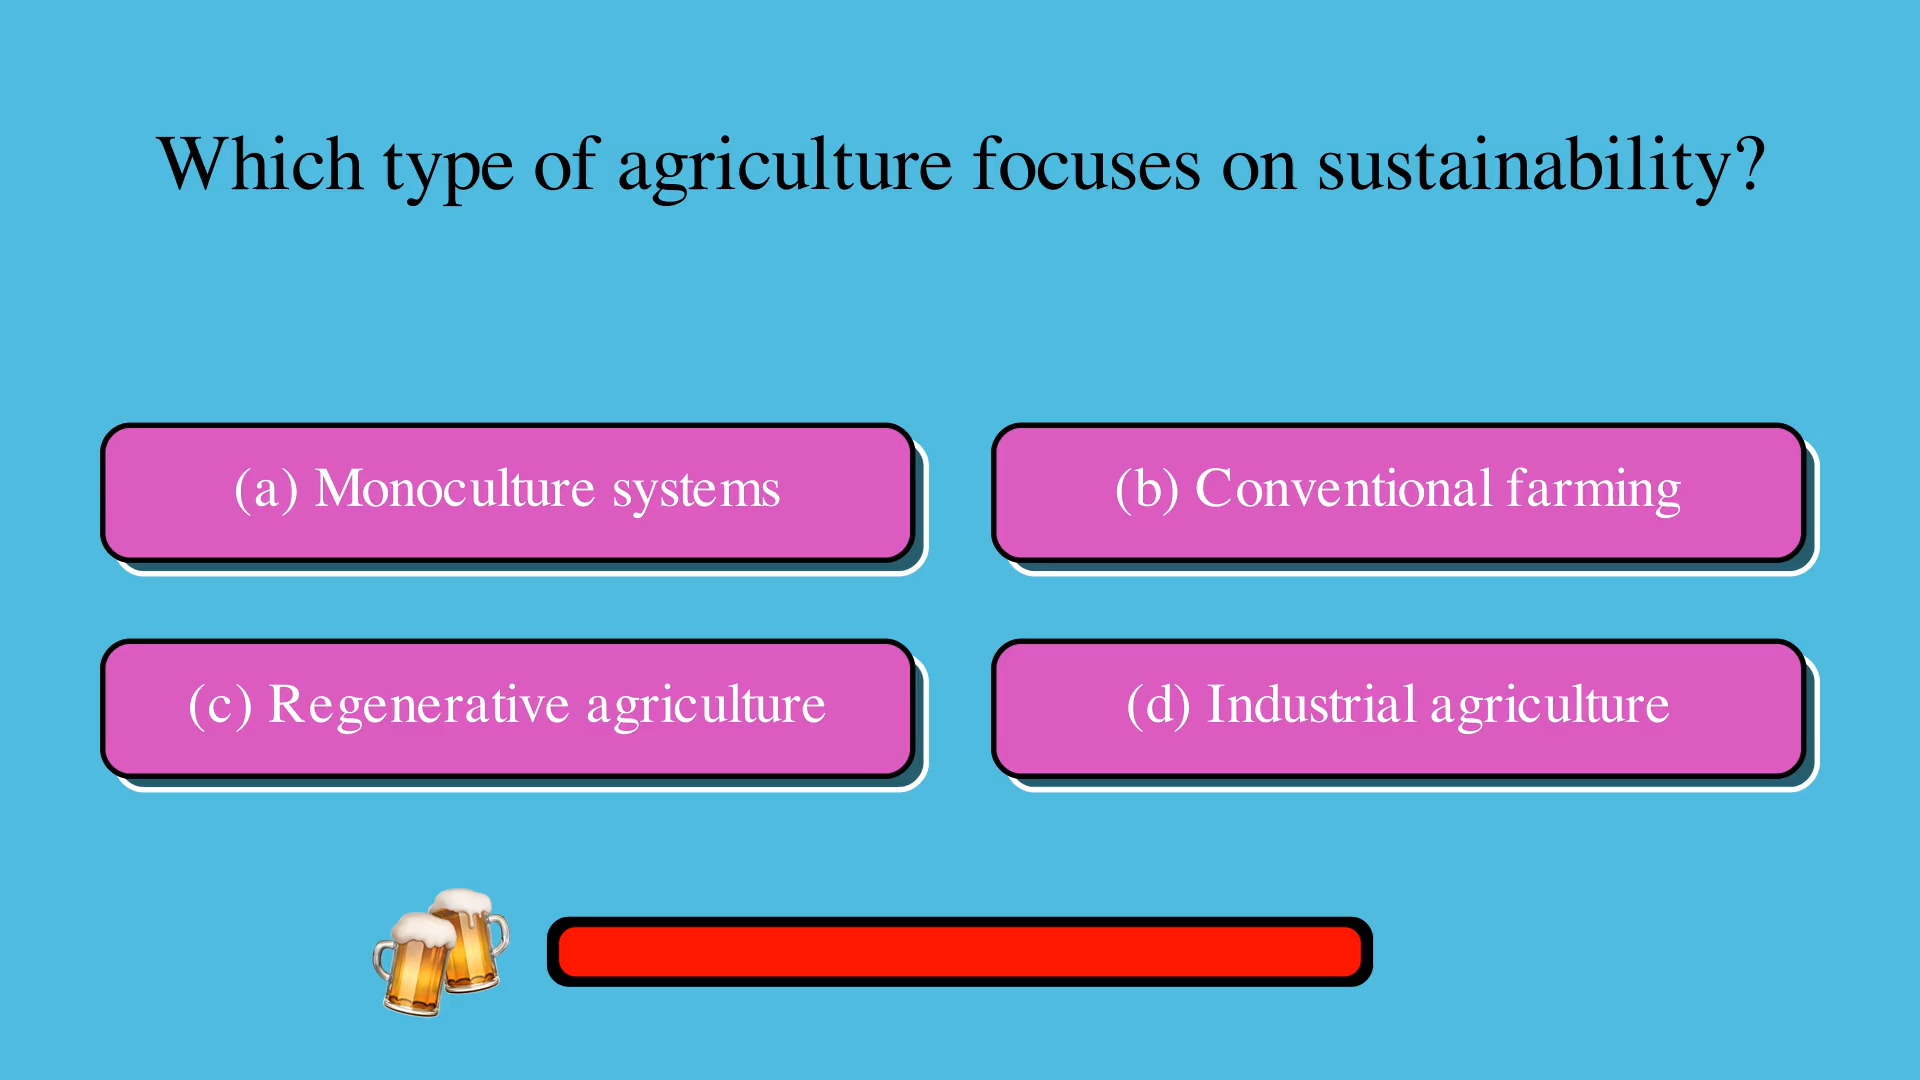 Which type of agriculture focuses on sustainability?
(a) Monoculture systems
(b) Conventional farming
(c) Regenerative agriculture
(d) Industrial agriculture